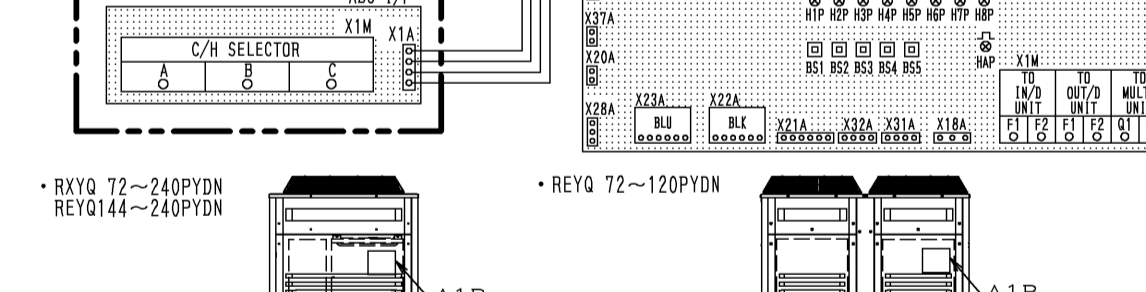 X1M X1A
C/H SELECTOR
A B C
X37A
X20A
X28A
H1P H2P H3P H4P H5P H6P H7P H8P
BS1 BS2 BS3 BS4 BS5
HAP
X23A
BLU
X22A
BLK
X21A X32A X31A X18A
X1M
TO IN/D UNIT
TO OUT/D UNIT
F1 F2 F1 F2 Q1
・RXYQ 72～240PYDN
REYQ144～240PYDN
・REYQ 72～120PYDN